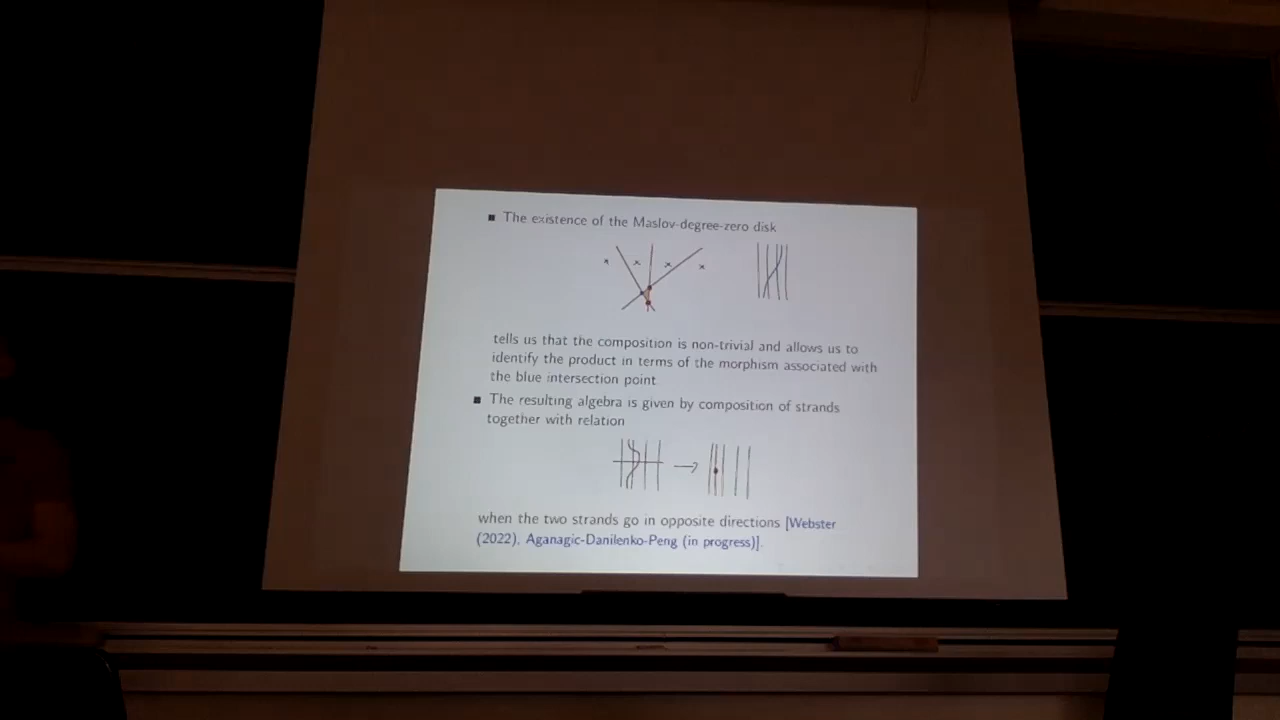 The existence of the Maslov-degree-zero disk
tells us that the composition is non-trivial and allows us to
identify the product in terms of the morphism associated with
the blue intersection point.
The resulting algebra is given by composition of strands
together with relation
when the two strands go in opposite directions [Webster
(2022), Aganagic-Danilenko-Peng (in progress)].